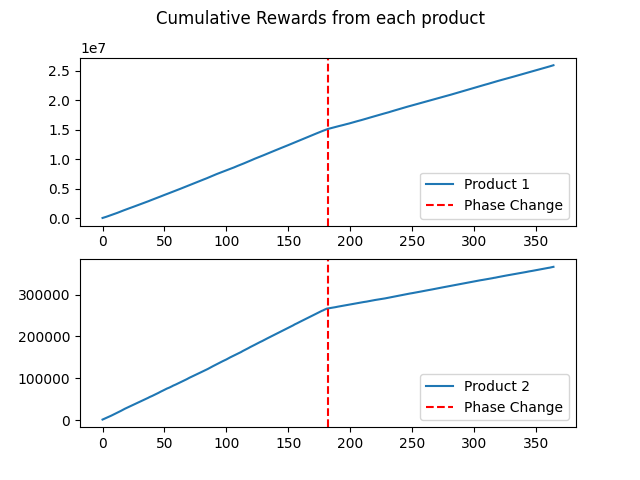 Cumulative Rewards from each product
1e7
2.5
2.0
1.5
1.0
0.5
0.0
Product 1
Phase Change
0 50 100 150 200 250 300 350
300000
200000
100000
0
Product 2
Phase Change
0 50 100 150 200 250 300 350